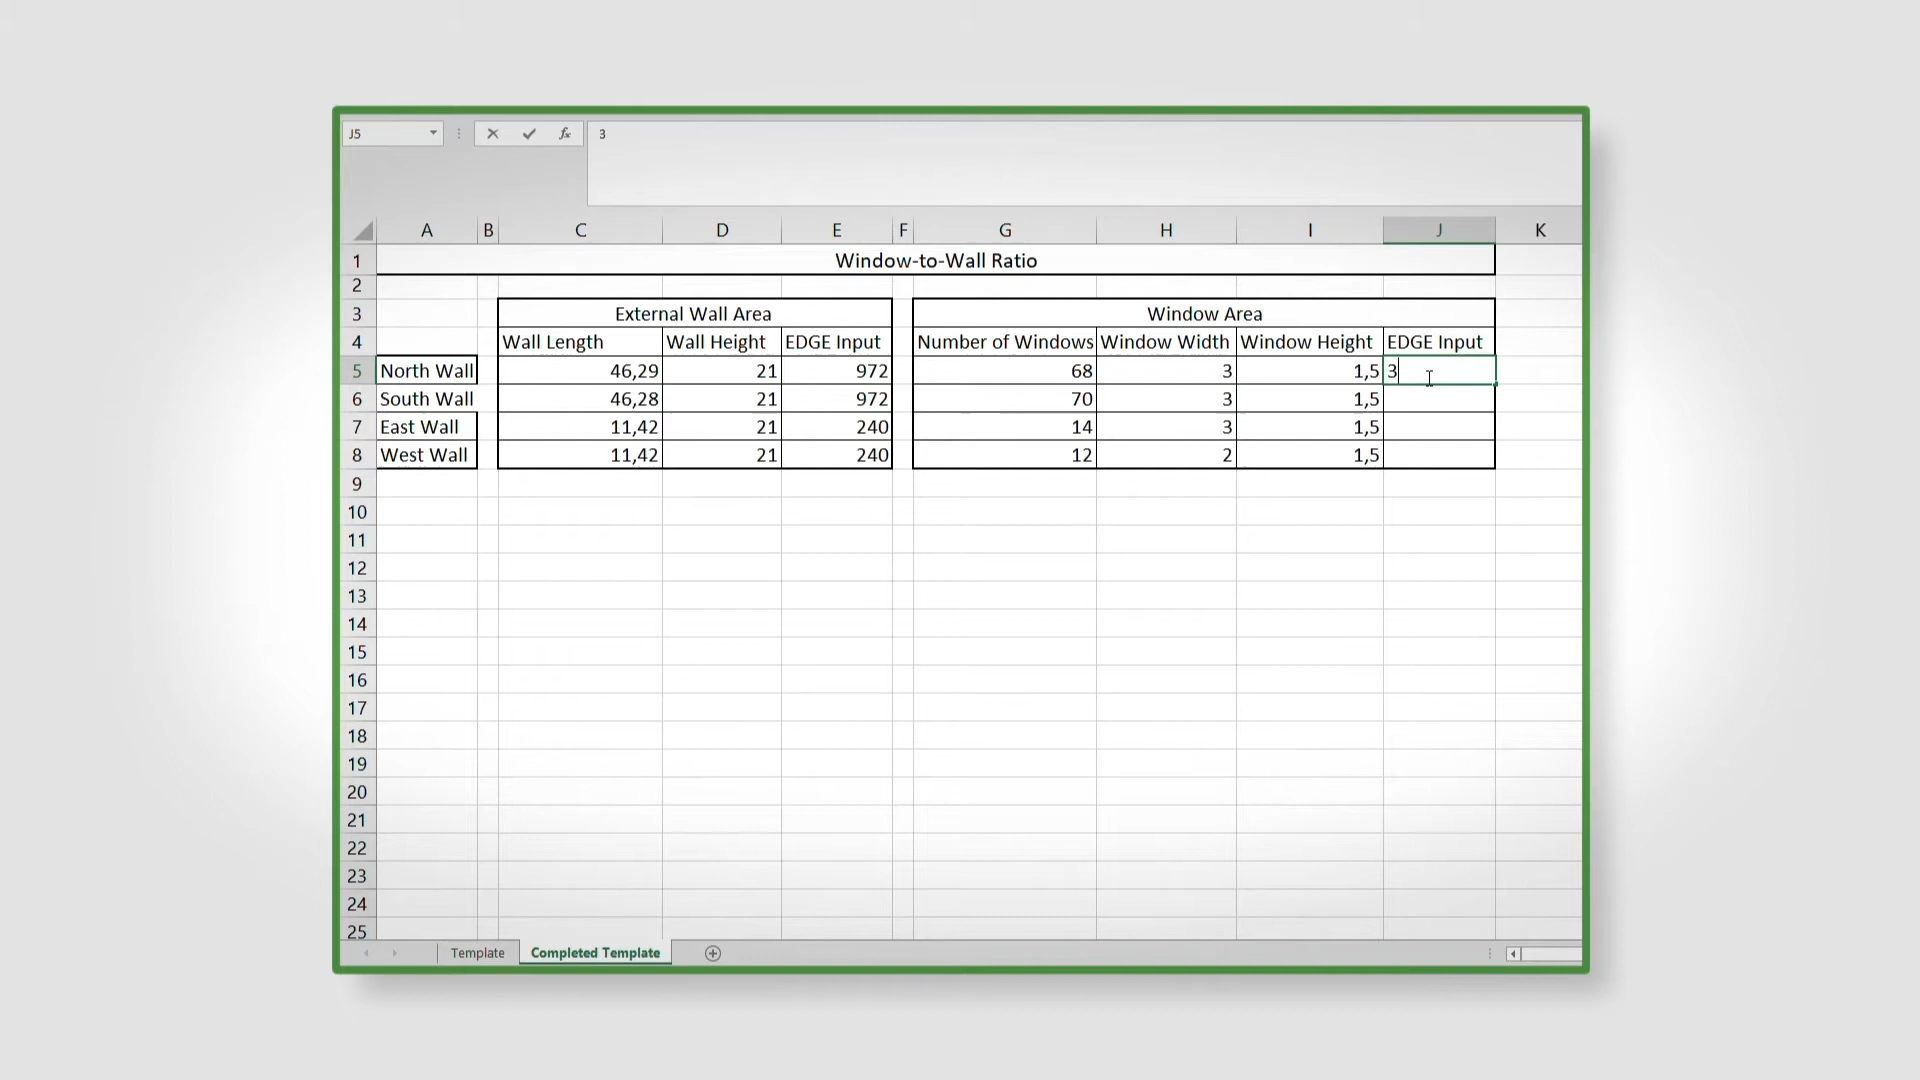 J5 fx 3
A B C D E F G H I J K
1 Window-to-Wall Ratio
2
3 External Wall Area Window Area
4 Wall Length Wall Height EDGE Input Number of Windows Window Width Window Height EDGE Input
5 North Wall 46,29 21 972 68 3 1,5 3
6 South Wall 46,28 21 972 70 3 1,5
7 East Wall 11,42 21 240 14 3 1,5
8 West Wall 11,42 21 240 12 2 1,5
9
10
11
12
13
14
15
16
17
18
19
20
21
22
23
24
25
Template Completed Template